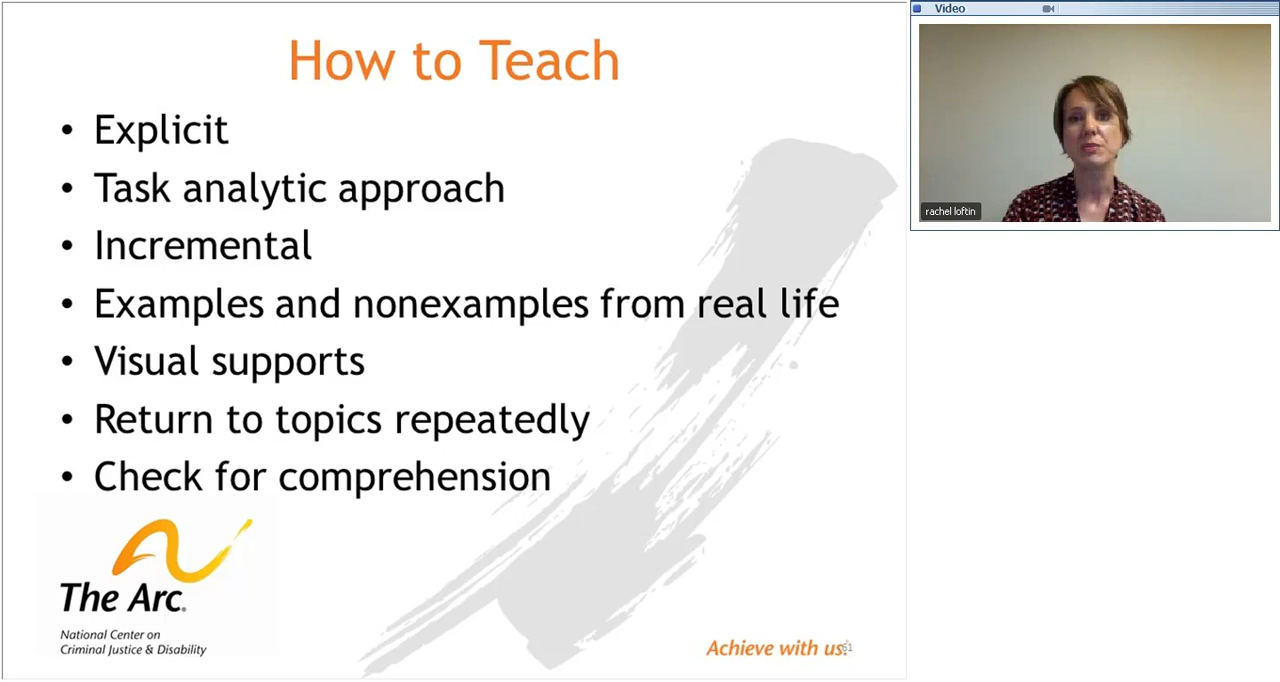 How to Teach
• Explicit
• Task analytic approach
• Incremental
• Examples and nonexamples from real life
• Visual supports
• Return to topics repeatedly
• Check for comprehension
The Arc®
National Center on
Criminal Justice & Disability
Achieve with us.
Video
rachel loftin